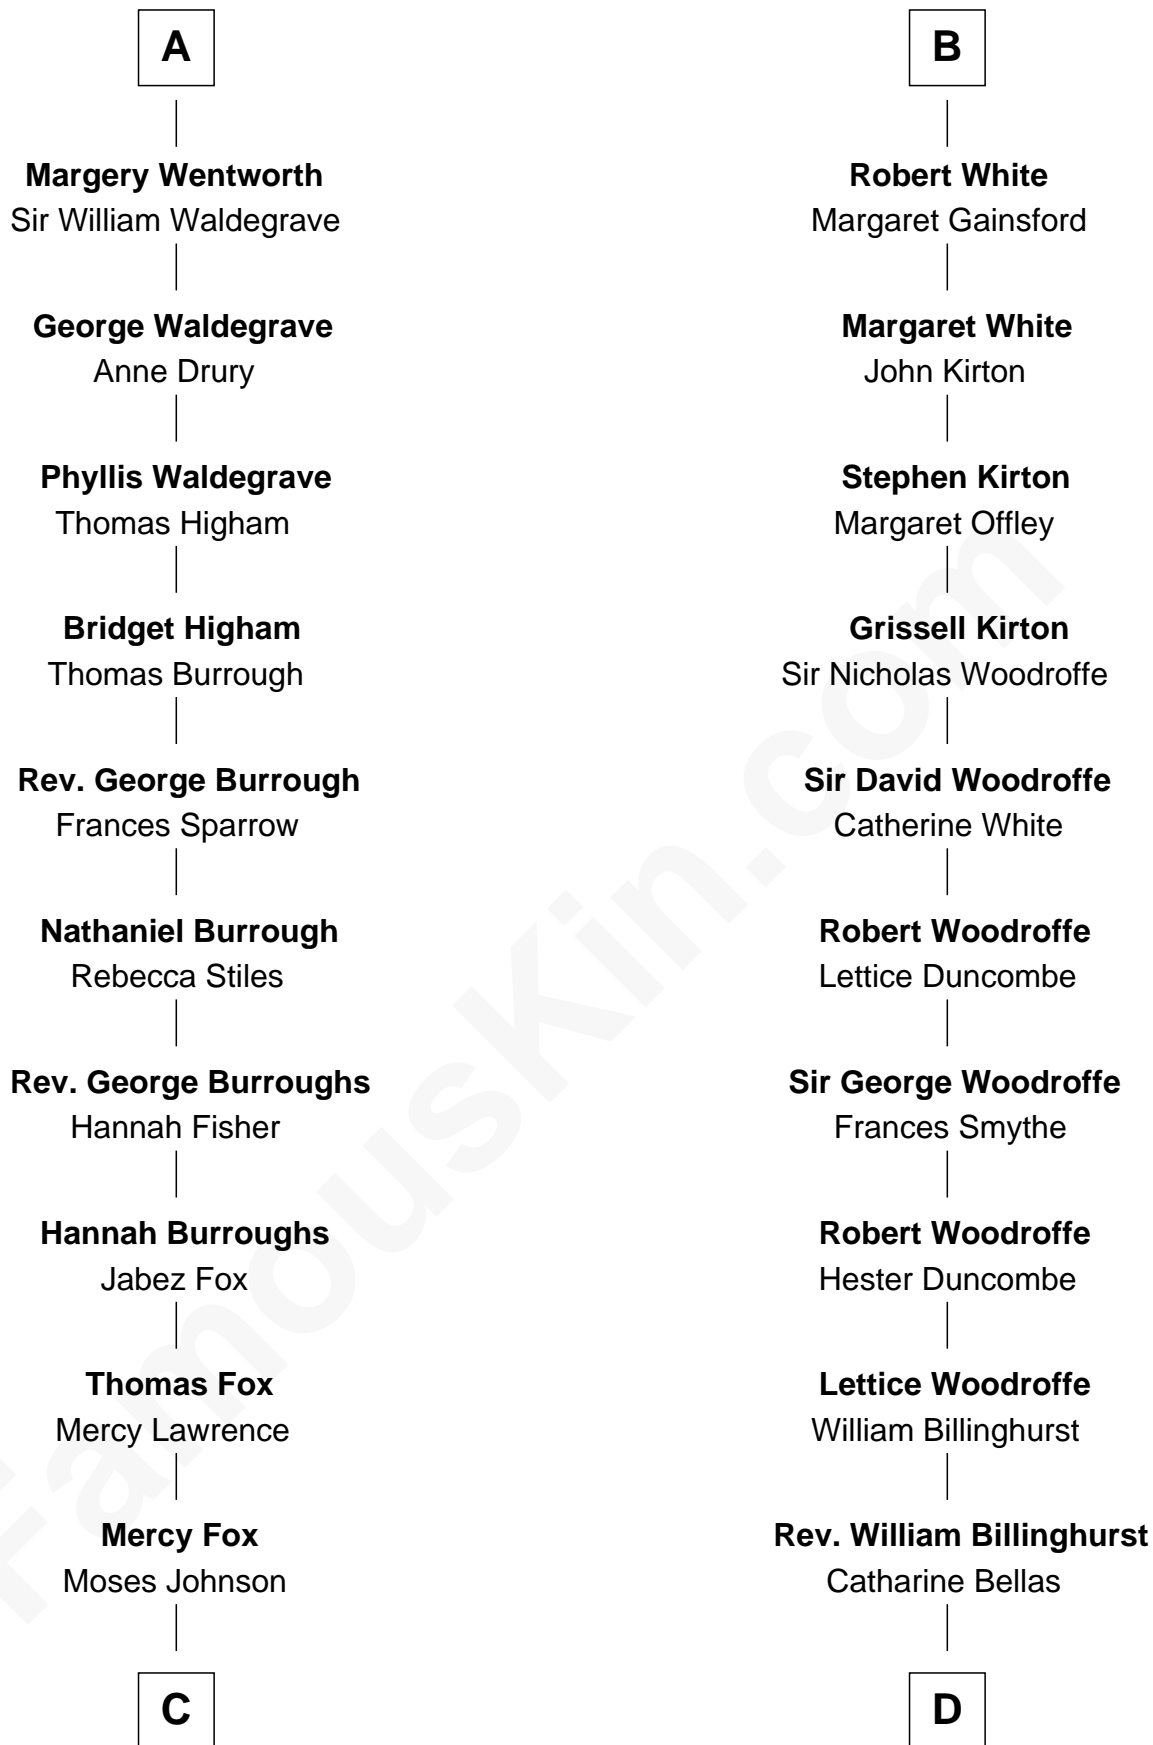 A
Margery Wentworth
Sir William Waldegrave
George Waldegrave
Anne Drury
Phyllis Waldegrave
Thomas Higham
Bridget Higham
Thomas Burrough
Rev. George Burrough
Frances Sparrow
Nathaniel Burrough
Rebecca Stiles
Rev. George Burroughs
Hannah Fisher
Hannah Burroughs
Jabez Fox
Thomas Fox
Mercy Lawrence
Mercy Fox
Moses Johnson
C
B
Robert White
Margaret Gainsford
Margaret White
John Kirton
Stephen Kirton
Margaret Offley
Grissell Kirton
Sir Nicholas Woodroffe
Sir David Woodroffe
Catherine White
Robert Woodroffe
Lettice Duncombe
Sir George Woodroffe
Frances Smythe
Robert Woodroffe
Hester Duncombe
Lettice Woodroffe
William Billinghurst
Rev. William Billinghurst
Catharine Bellas
D
FamousKin.com